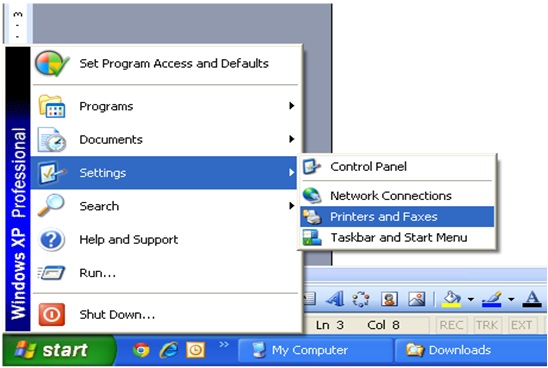 3
Set Program Access and Defaults
Programs
Documents
Settings
Search
Help and Support
Run...
Shut Down...
Windows XP Professional
Control Panel
Network Connections
Printers and Faxes
Taskbar and Start Menu
A
Ln 3 Col 8 REC TRK EXT
start
My Computer
Downloads